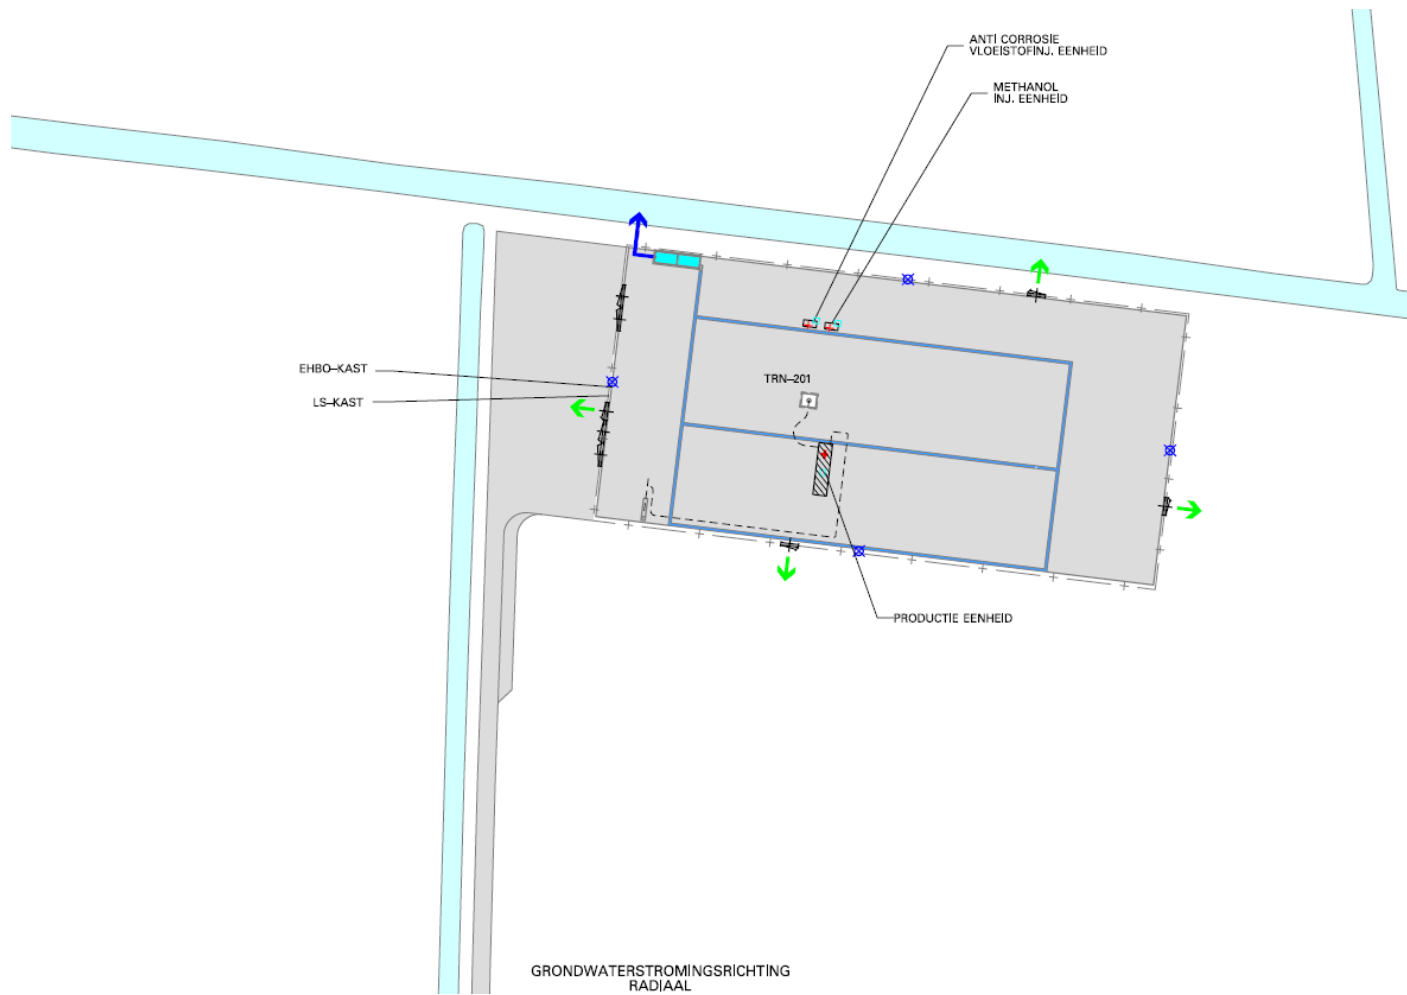 ANTI CORROSIE
VLOEISTOFINJ. EENHEID
METHANOL
INJ. EENHEID
EHBO-KAST
LS-KAST
TRN-201
PRODUCTIE EENHEID
GRONDWATERSTROMINGSRICHTING
RADIAAL